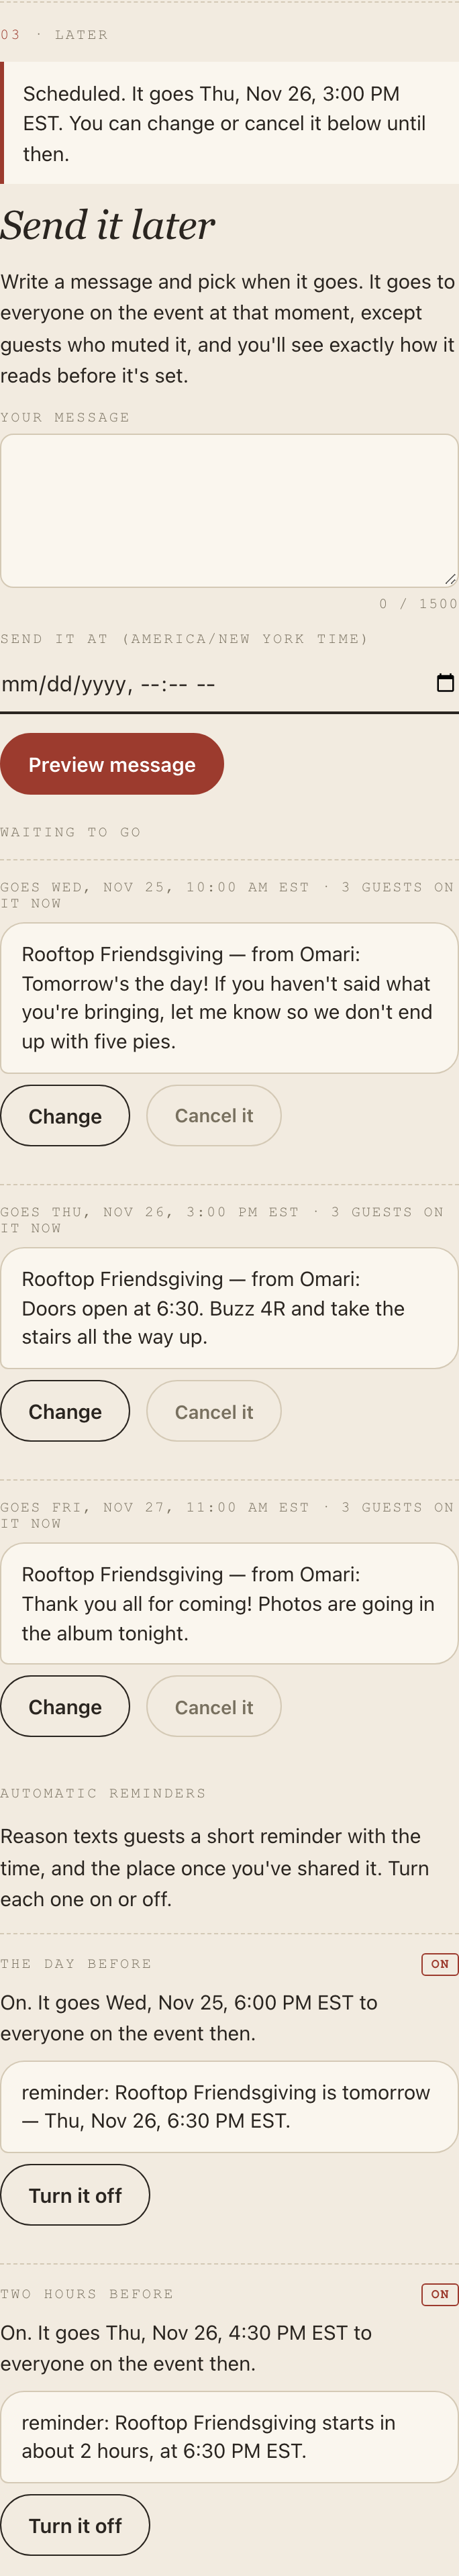 03 · LATER
Scheduled. It goes Thu, Nov 26, 3:00 PM
EST. You can change or cancel it below until
then.
Send it later
Write a message and pick when it goes. It goes to
everyone on the event at that moment, except
guests who muted it, and you'll see exactly how it
reads before it's set.
YOUR MESSAGE
0 / 1500
SEND IT AT (AMERICA/NEW YORK TIME)
mm/dd/yyyy, --:-- --
Preview message
WAITING TO GO
GOES WED, NOV 25, 10:00 AM EST · 3 GUESTS ON
IT NOW
Rooftop Friendsgiving — from Omari:
Tomorrow's the day! If you haven't said what
you're bringing, let me know so we don't end
up with five pies.
Change
Cancel it
GOES THU, NOV 26, 3:00 PM EST · 3 GUESTS ON
IT NOW
Rooftop Friendsgiving — from Omari:
Doors open at 6:30. Buzz 4R and take the
stairs all the way up.
Change
Cancel it
GOES FRI, NOV 27, 11:00 AM EST · 3 GUESTS ON
IT NOW
Rooftop Friendsgiving — from Omari:
Thank you all for coming! Photos are going in
the album tonight.
Change
Cancel it
AUTOMATIC REMINDERS
Reason texts guests a short reminder with the
time, and the place once you've shared it. Turn
each one on or off.
THE DAY BEFORE
ON
On. It goes Wed, Nov 25, 6:00 PM EST to
everyone on the event then.
reminder: Rooftop Friendsgiving is tomorrow
— Thu, Nov 26, 6:30 PM EST.
Turn it off
TWO HOURS BEFORE
ON
On. It goes Thu, Nov 26, 4:30 PM EST to
everyone on the event then.
reminder: Rooftop Friendsgiving starts in
about 2 hours, at 6:30 PM EST.
Turn it off